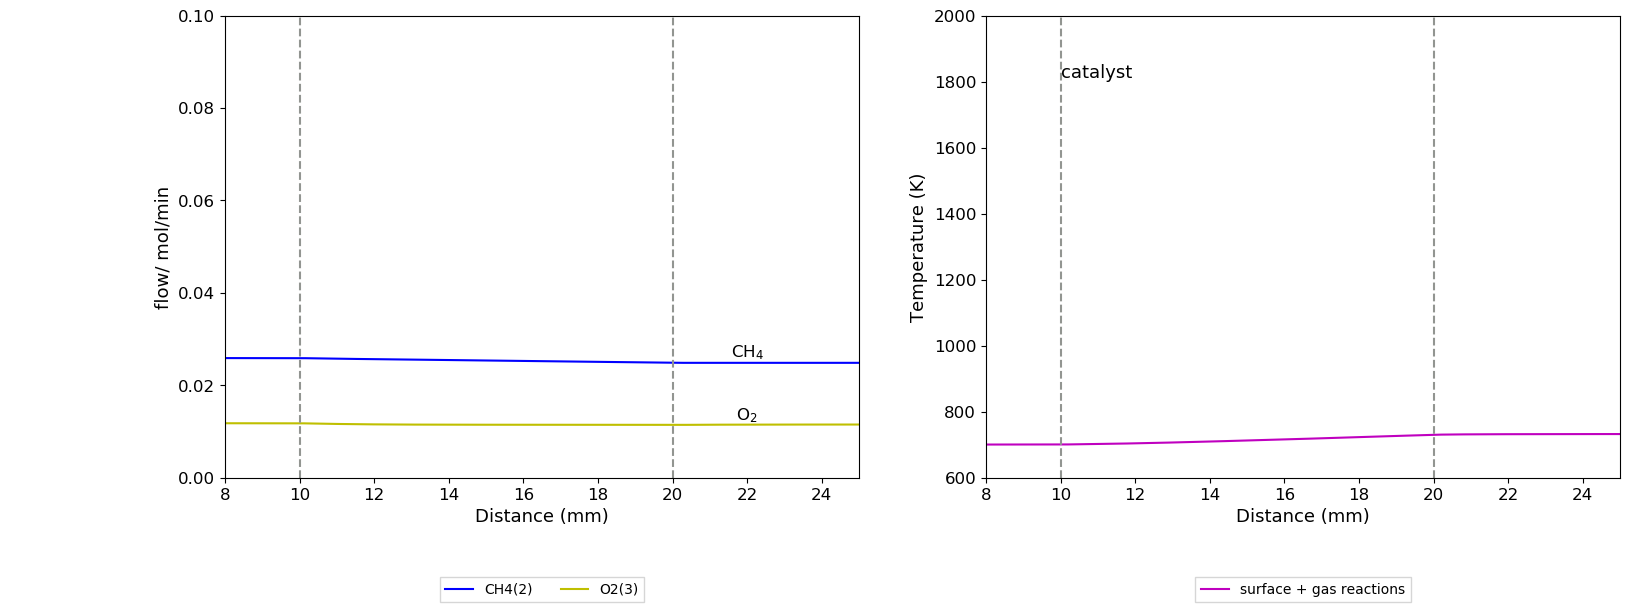 0.10
0.08
0.06
0.04
0.02
0.00
flow/ mol/min
CH₄
O₂
8 10 12 14 16 18 20 22 24
Distance (mm)
CH4(2) O2(3)
2000
1800
1600
1400
1200
1000
800
600
Temperature (K)
catalyst
8 10 12 14 16 18 20 22 24
Distance (mm)
surface + gas reactions